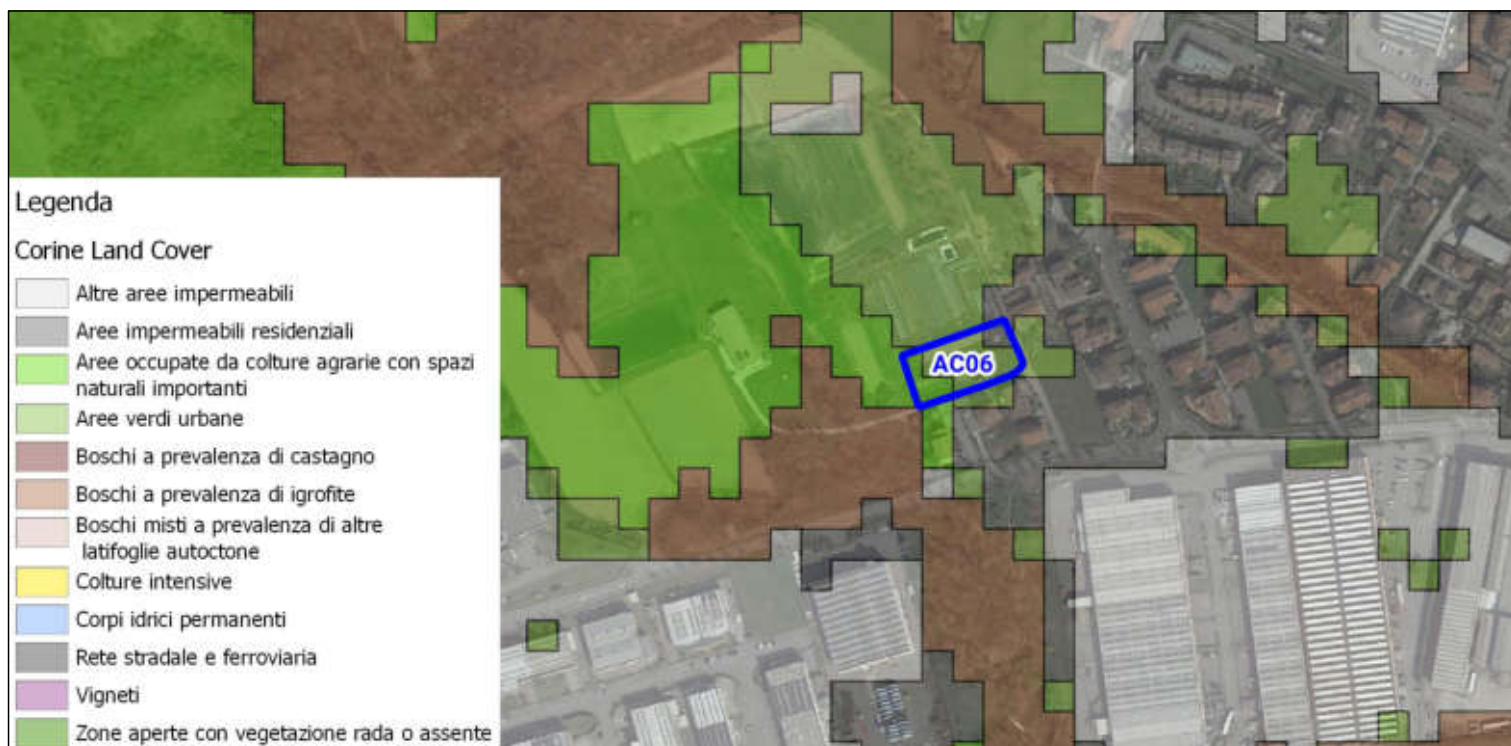 AC06
Legenda
Corine Land Cover
Altre aree impermeabili
Aree impermeabili residenziali
Aree occupate da colture agrarie con spazi
naturali importanti
Aree verdi urbane
Boschi a prevalenza di castagno
Boschi a prevalenza di igrofite
Boschi misti a prevalenza di altre
latifoglie autoctone
Colture intensive
Corpi idrici permanenti
Rete stradale e ferroviaria
Vigneti
Zone aperte con vegetazione rada o assente